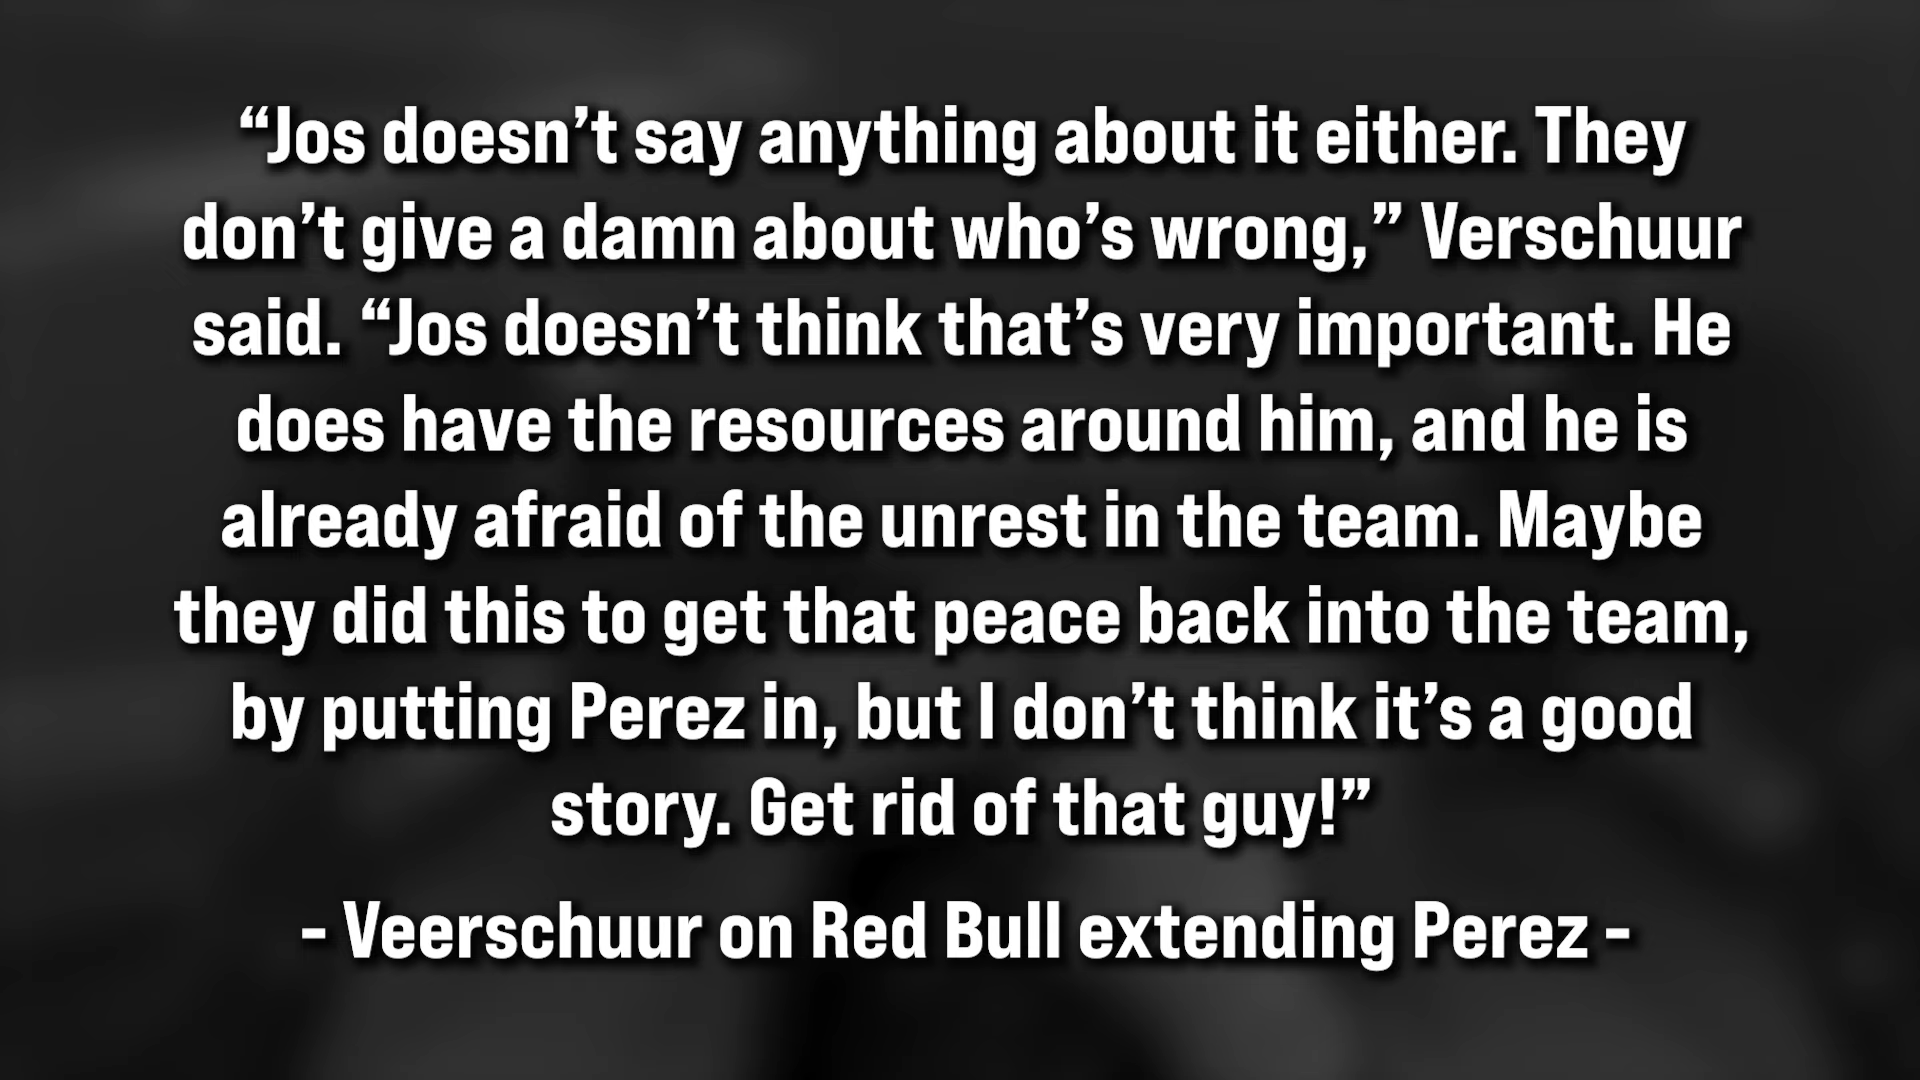 “Jos doesn’t say anything about it either. They
don’t give a damn about who’s wrong,” Verschuur
said. “Jos doesn’t think that’s very important. He
does have the resources around him, and he is
already afraid of the unrest in the team. Maybe
they did this to get that peace back into the team,
by putting Perez in, but I don’t think it’s a good
story. Get rid of that guy!”
- Veerschuur on Red Bull extending Perez -